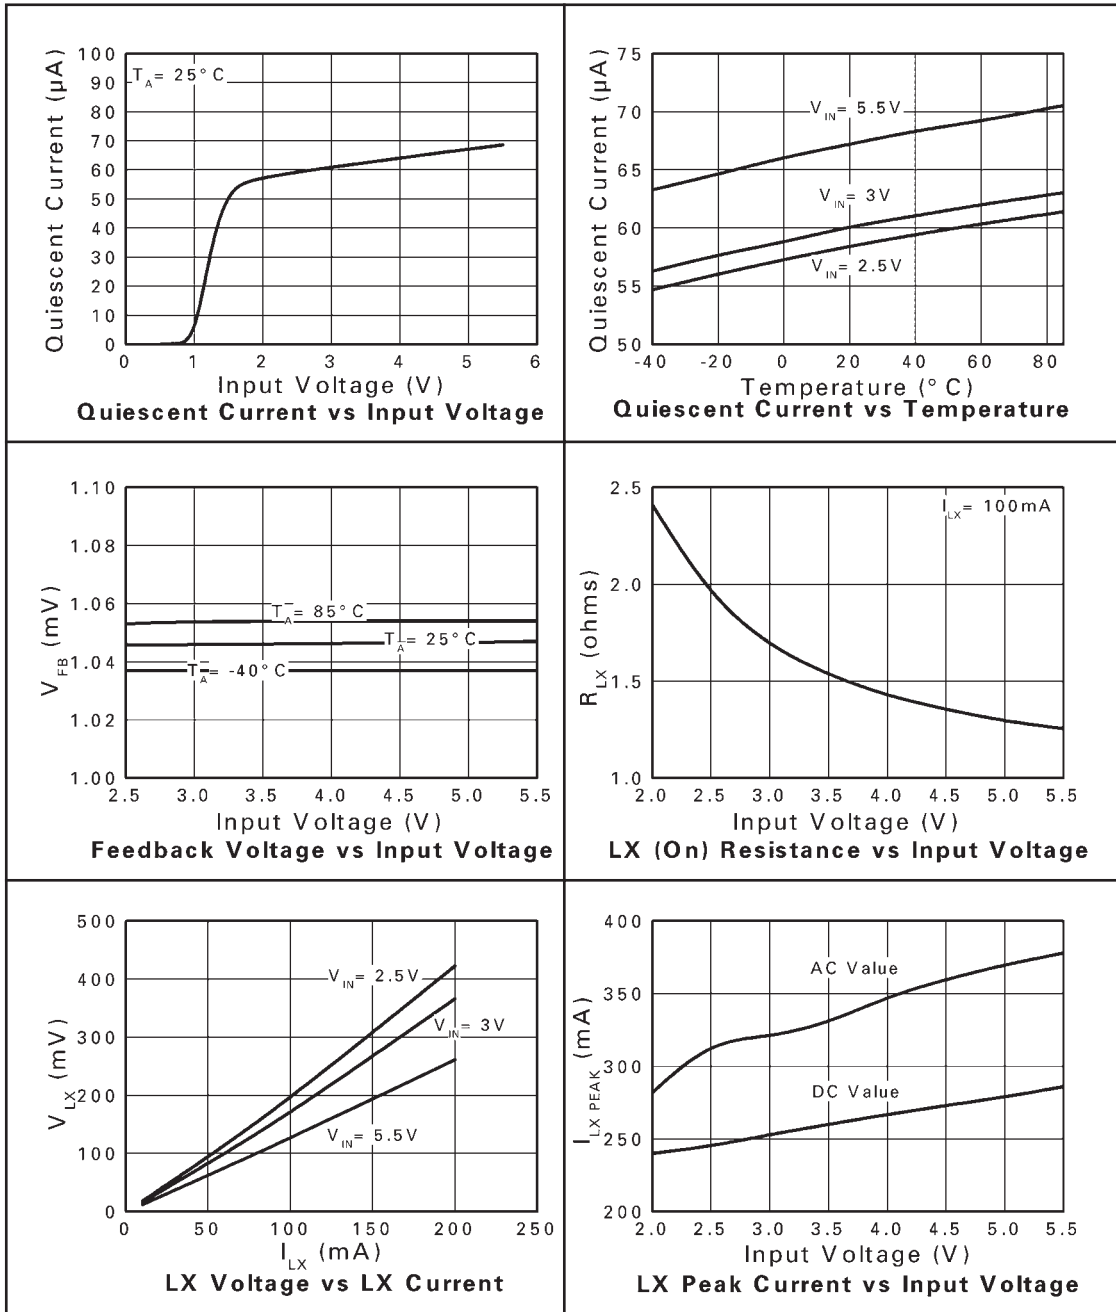 Quiescent Current (µA)
100
90
80
70
60
50
40
30
20
10
0
T_A= 25°C
0 1 2 3 4 5 6
Input Voltage (V)
Quiescent Current vs Input Voltage
Quiescent Current (µA)
75
70
65
60
55
50
V_IN= 5.5V
V_IN= 3V
V_IN= 2.5V
-40 -20 0 20 40 60 80
Temperature (°C)
Quiescent Current vs Temperature
V_FB (mV)
1.10
1.08
1.06
1.04
1.02
1.00
T_A= 85°C
T_A= 25°C
T_A= -40°C
2.5 3.0 3.5 4.0 4.5 5.0 5.5
Input Voltage (V)
Feedback Voltage vs Input Voltage
R_LX (ohms)
2.5
2.0
1.5
1.0
I_LX= 100mA
2.0 2.5 3.0 3.5 4.0 4.5 5.0 5.5
Input Voltage (V)
LX (On) Resistance vs Input Voltage
V_LX (mV)
500
400
300
200
100
0
V_IN= 2.5V
V_IN= 3V
V_IN= 5.5V
0 50 100 150 200 250
I_LX (mA)
LX Voltage vs LX Current
I_LX PEAK (mA)
400
350
300
250
200
AC Value
DC Value
2.0 2.5 3.0 3.5 4.0 4.5 5.0 5.5
Input Voltage (V)
LX Peak Current vs Input Voltage